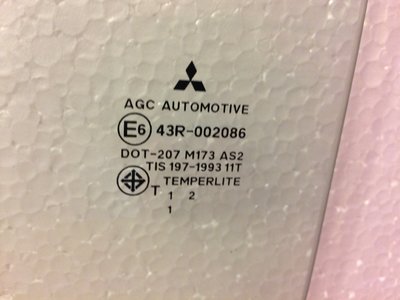 AGC AUTOMOTIVE
E6 43R-002086
DOT-207 M173 AS2
TIS 197-1993 11T
T TEMPERLITE
1 2
1